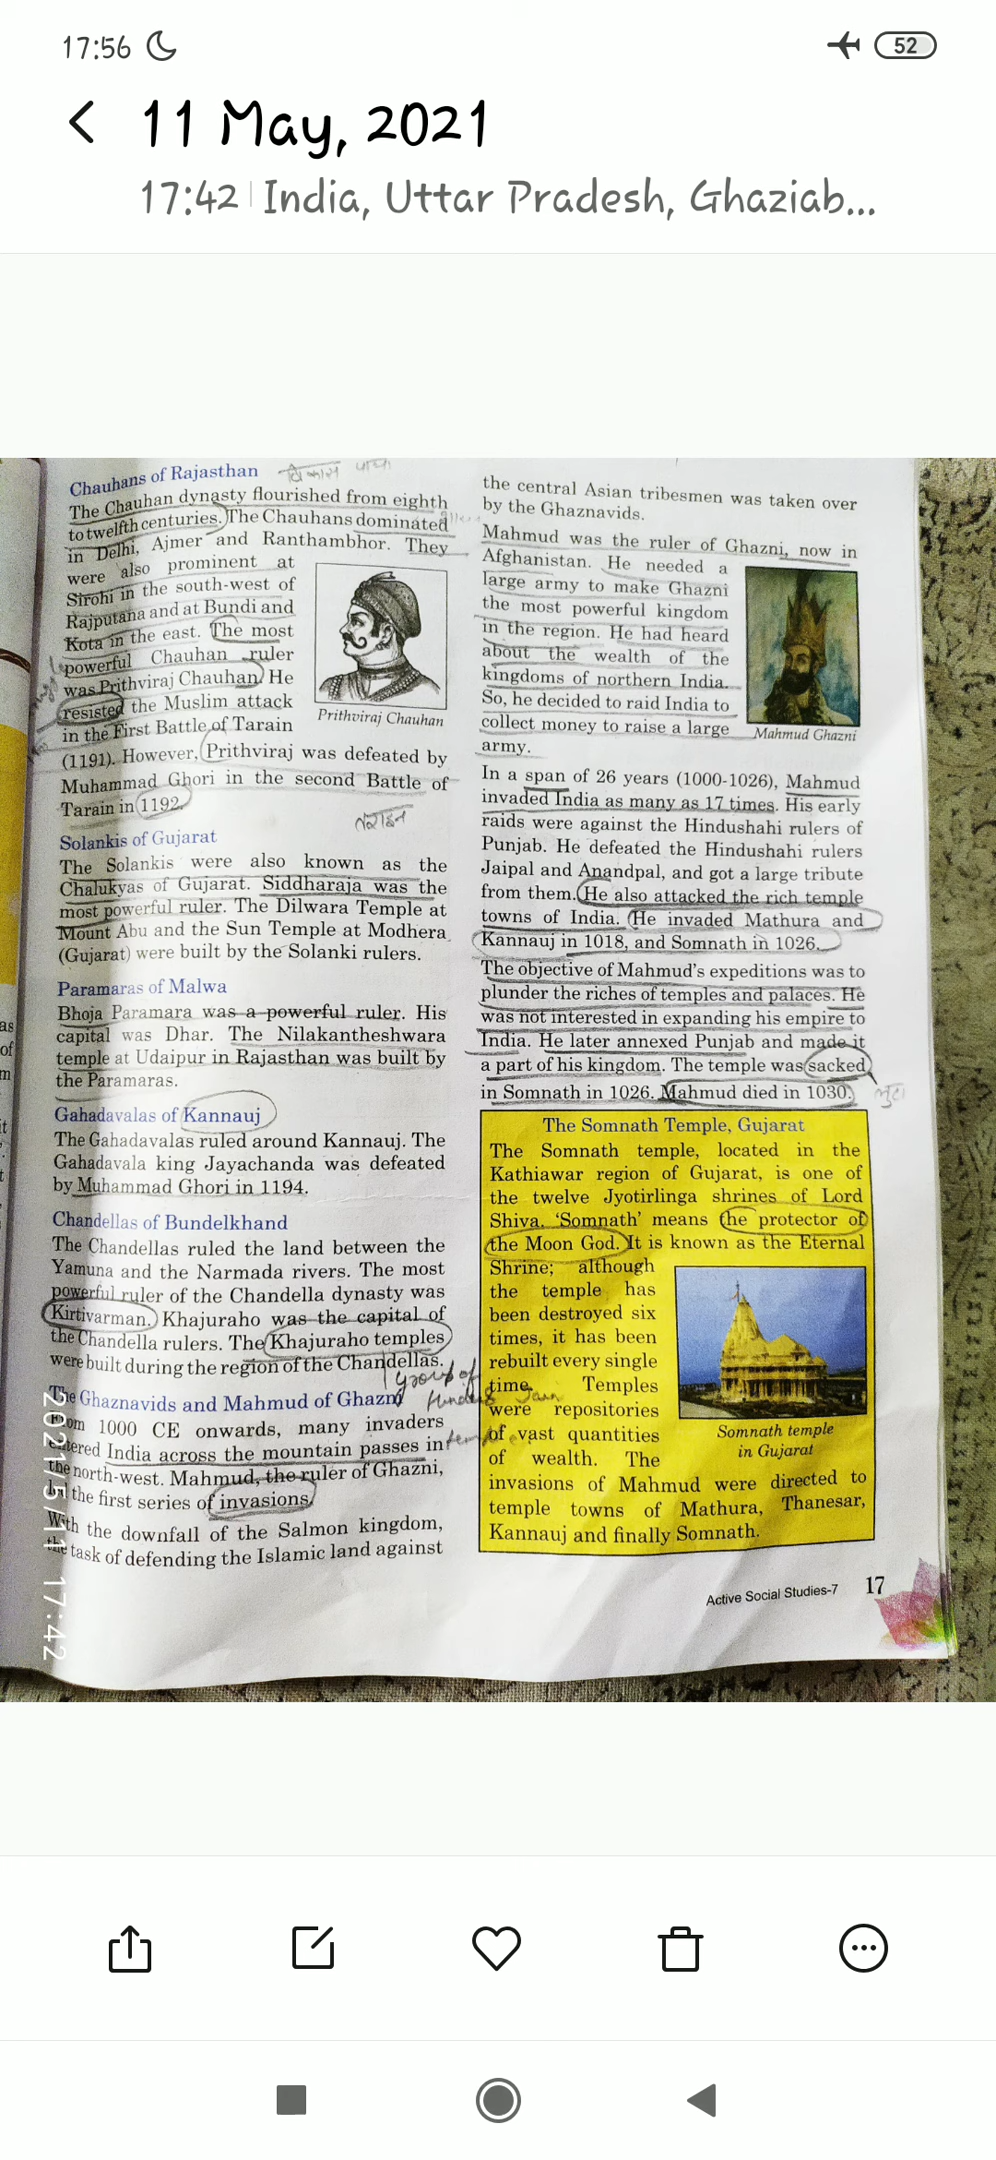 17:56
52
11 May, 2021
17:42 India, Uttar Pradesh, Ghaziab...
Chauhans of Rajasthan
The Chauhan dynasty flourished from eighth
to twelfth centuries. The Chauhans dominated
in Delhi, Ajmer and Ranthambhor. They
were also prominent at
Sirohi in the south-west of
Rajputana and at Bundi and
Kota in the east. The most
powerful Chauhan ruler
was Prithviraj Chauhan. He
resisted the Muslim attack
in the First Battle of Tarain
Prithviraj Chauhan
(1191). However, Prithviraj was defeated by
Muhammad Ghori in the second Battle of
Tarain in 1192.
तराइन
Solankis of Gujarat
The Solankis were also known as the
Chalukyas of Gujarat. Siddharaja was the
most powerful ruler. The Dilwara Temple at
Mount Abu and the Sun Temple at Modhera
(Gujarat) were built by the Solanki rulers.
Paramaras of Malwa
Bhoja Paramara was a powerful ruler. His
capital was Dhar. The Nilakantheshwara
temple at Udaipur in Rajasthan was built by
the Paramaras.
Gahadavalas of Kannauj
The Gahadavalas ruled around Kannauj. The
Gahadavala king Jayachanda was defeated
by Muhammad Ghori in 1194.
Chandellas of Bundelkhand
The Chandellas ruled the land between the
Yamuna and the Narmada rivers. The most
powerful ruler of the Chandella dynasty was
Kirtivarman. Khajuraho was the capital of
the Chandella rulers. The Khajuraho temples
were built during the region of the Chandellas.
group of
The Ghaznavids and Mahmud of Ghazni
From 1000 CE onwards, many invaders
entered India across the mountain passes in
the north-west. Mahmud, the ruler of Ghazni,
the first series of invasions.
With the downfall of the Salmon kingdom,
the task of defending the Islamic land against
the central Asian tribesmen was taken over
by the Ghaznavids.
Mahmud was the ruler of Ghazni, now in
Afghanistan. He needed a
large army to make Ghazni
the most powerful kingdom
in the region. He had heard
about the wealth of the
kingdoms of northern India.
So, he decided to raid India to
collect money to raise a large
army.
Mahmud Ghazni
In a span of 26 years (1000-1026), Mahmud
invaded India as many as 17 times. His early
raids were against the Hindushahi rulers of
Punjab. He defeated the Hindushahi rulers
Jaipal and Anandpal, and got a large tribute
from them. He also attacked the rich temple
towns of India. He invaded Mathura and
Kannauj in 1018, and Somnath in 1026.
The objective of Mahmud's expeditions was to
plunder the riches of temples and palaces. He
was not interested in expanding his empire to
India. He later annexed Punjab and made it
a part of his kingdom. The temple was sacked
in Somnath in 1026. Mahmud died in 1030.
लुटा
The Somnath Temple, Gujarat
The Somnath temple, located in the
Kathiawar region of Gujarat, is one of
the twelve Jyotirlinga shrines of Lord
Shiva. 'Somnath' means the protector of
the Moon God. It is known as the Eternal
Shrine; although
the temple has
been destroyed six
times, it has been
rebuilt every single
time. Temples
were repositories
of vast quantities
of wealth. The
Somnath temple
in Gujarat
invasions of Mahmud were directed to
temple towns of Mathura, Thanesar,
Kannauj and finally Somnath.
Active Social Studies-7 17
2021/5/11 17:42